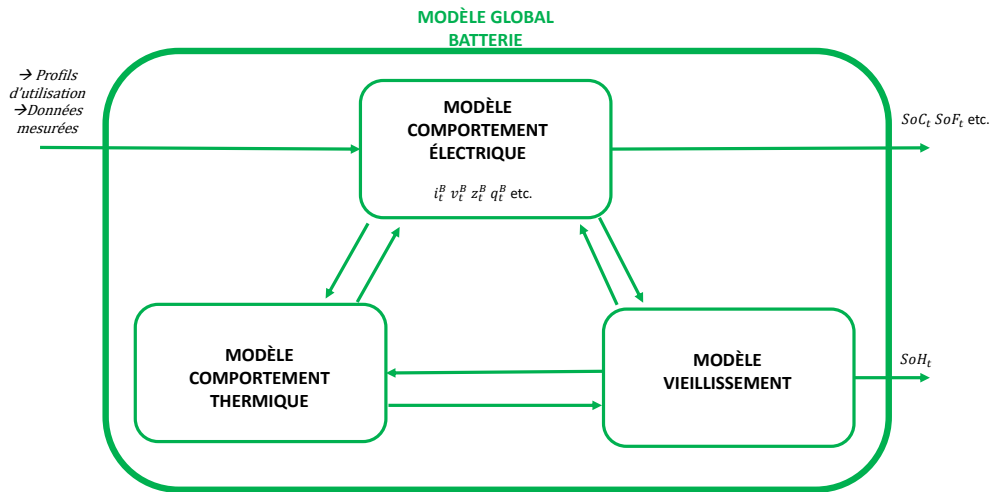 MODÈLE GLOBAL
BATTERIE
→ Profils
d'utilisation
→Données
mesurées
MODÈLE
COMPORTEMENT
ÉLECTRIQUE
$i_t^B$ $v_t^B$ $z_t^B$ $q_t^B$ etc.
$SoC_t$ $SoF_t$ etc.
MODÈLE
COMPORTEMENT
THERMIQUE
MODÈLE
VIEILLISSEMENT
$SoH_t$